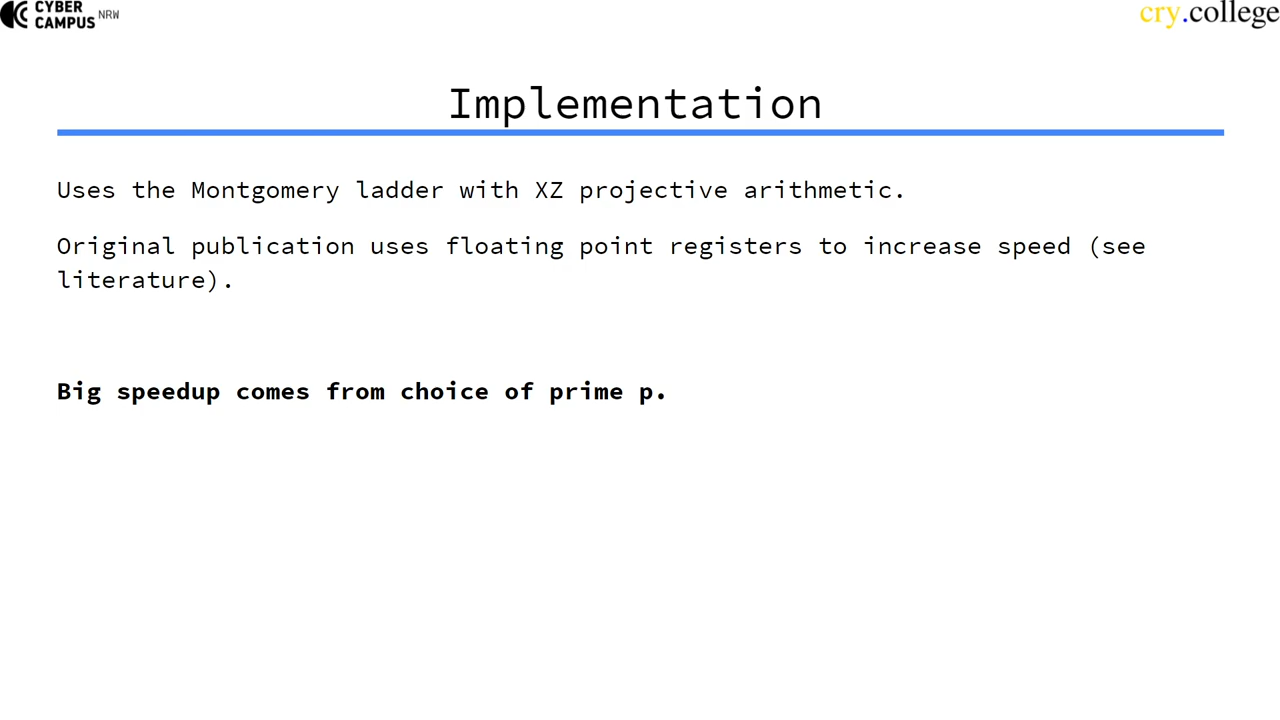 CYBER
CAMPUS NRW
cry.college
Implementation
Uses the Montgomery ladder with XZ projective arithmetic.
Original publication uses floating point registers to increase speed (see
literature).
Big speedup comes from choice of prime p.